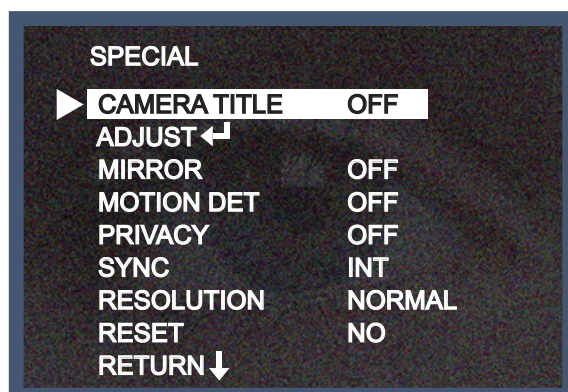 SPECIAL
CAMERA TITLE OFF
ADJUST
MIRROR OFF
MOTION DET OFF
PRIVACY OFF
SYNC INT
RESOLUTION NORMAL
RESET NO
RETURN